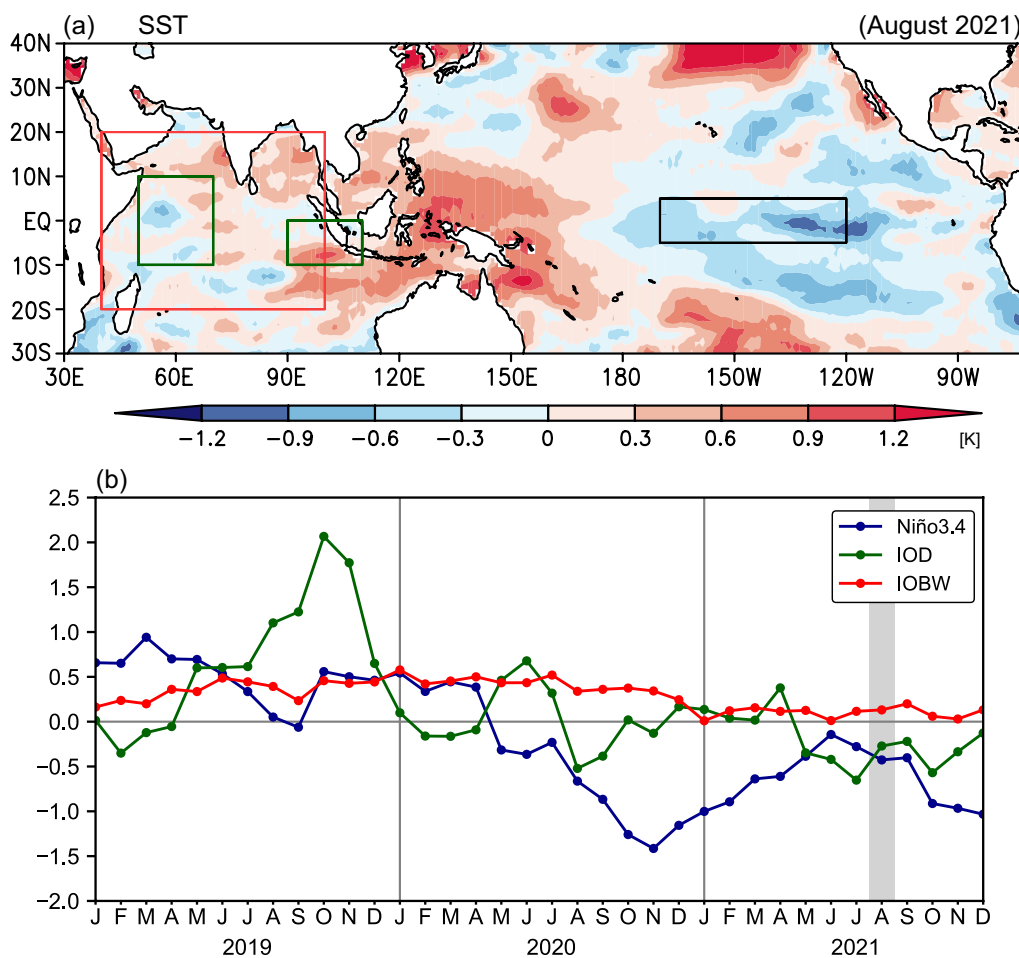 (a) SST (August 2021)
40N
30N
20N
10N
EQ
10S
20S
30S
30E 60E 90E 120E 150E 180 150W 120W 90W
−1.2 −0.9 −0.6 −0.3 0 0.3 0.6 0.9 1.2 [K]
(b)
2.5
2.0
1.5
1.0
0.5
0.0
−0.5
−1.0
−1.5
−2.0
Niño3.4
IOD
IOBW
J F M A M J J A S O N D J F M A M J J A S O N D J F M A M J J A S O N D
2019 2020 2021